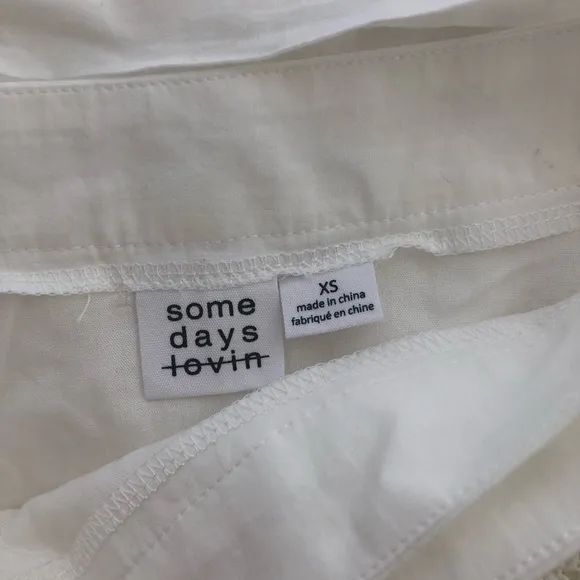 some
days
lovin
XS
made in china
fabriqué en chine